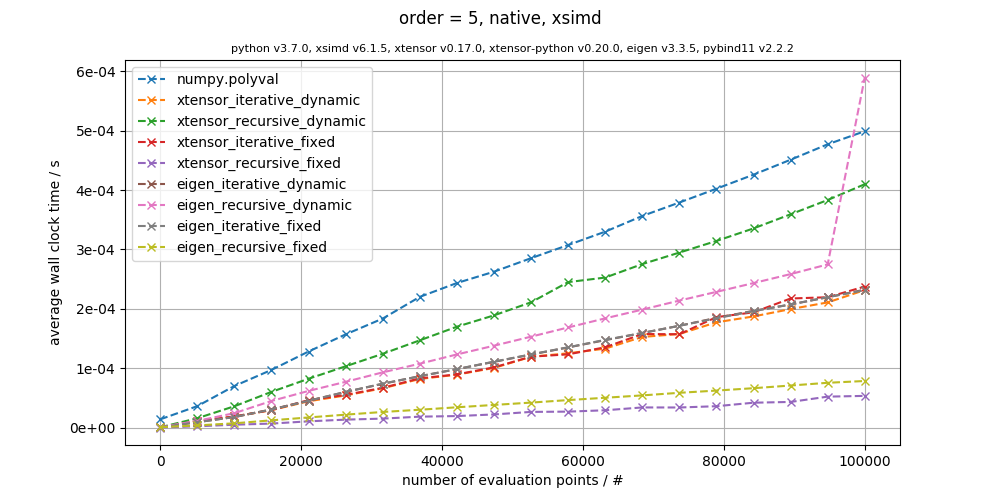 order = 5, native, xsimd
python v3.7.0, xsimd v6.1.5, xtensor v0.17.0, xtensor-python v0.20.0, eigen v3.3.5, pybind11 v2.2.2
6e-04
5e-04
4e-04
3e-04
2e-04
1e-04
0e+00
average wall clock time / s
numpy.polyval
xtensor_iterative_dynamic
xtensor_recursive_dynamic
xtensor_iterative_fixed
xtensor_recursive_fixed
eigen_iterative_dynamic
eigen_recursive_dynamic
eigen_iterative_fixed
eigen_recursive_fixed
0 20000 40000 60000 80000 100000
number of evaluation points / #